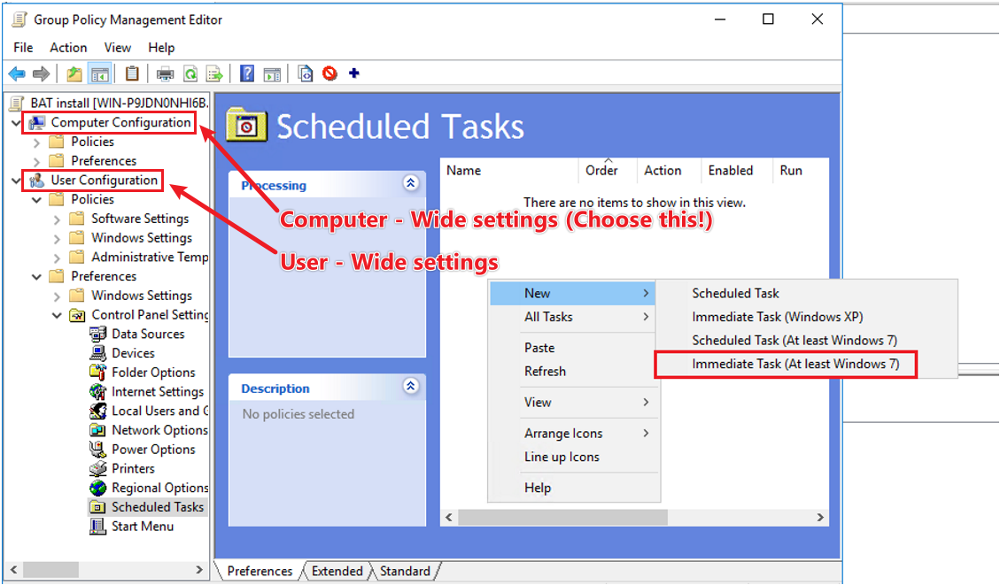 Group Policy Management Editor
File Action View Help
BAT install [WIN-P9JDN0NHI6B.
Computer Configuration
Policies
Preferences
User Configuration
Policies
Software Settings
Windows Settings
Administrative Temp
Preferences
Windows Settings
Control Panel Setting
Data Sources
Devices
Folder Options
Internet Settings
Local Users and G
Network Options
Power Options
Printers
Regional Options
Scheduled Tasks
Start Menu
Scheduled Tasks
Processing
Description
No policies selected
Name Order Action Enabled Run
There are no items to show in this view.
Computer - Wide settings (Choose this!)
User - Wide settings
New
All Tasks
Paste
Refresh
View
Arrange Icons
Line up Icons
Help
Scheduled Task
Immediate Task (Windows XP)
Scheduled Task (At least Windows 7)
Immediate Task (At least Windows 7)
Preferences Extended Standard